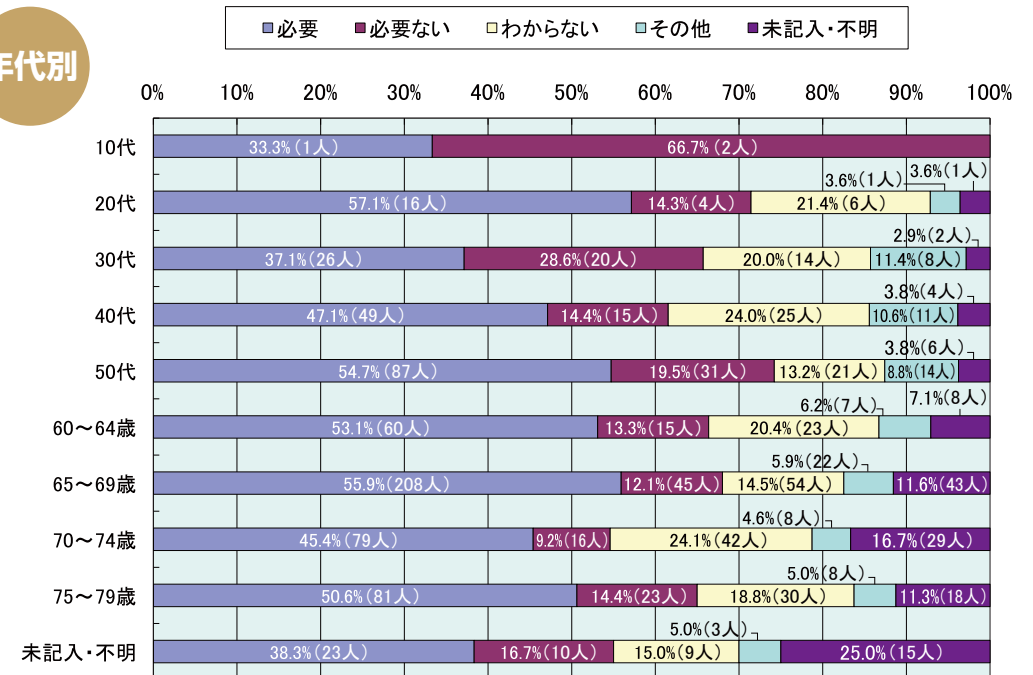 必要 必要ない わからない その他 未記入・不明
年代別
0% 10% 20% 30% 40% 50% 60% 70% 80% 90% 100%
10代 33.3%(1人) 66.7%(2人)
3.6%(1人) 3.6%(1人)
20代 57.1%(16人) 14.3%(4人) 21.4%(6人)
2.9%(2人)
30代 37.1%(26人) 28.6%(20人) 20.0%(14人) 11.4%(8人)
3.8%(4人)
40代 47.1%(49人) 14.4%(15人) 24.0%(25人) 10.6%(11人)
3.8%(6人)
50代 54.7%(87人) 19.5%(31人) 13.2%(21人) 8.8%(14人)
6.2%(7人) 7.1%(8人)
60〜64歳 53.1%(60人) 13.3%(15人) 20.4%(23人)
5.9%(22人)
65〜69歳 55.9%(208人) 12.1%(45人) 14.5%(54人) 11.6%(43人)
4.6%(8人)
70〜74歳 45.4%(79人) 9.2%(16人) 24.1%(42人) 16.7%(29人)
5.0%(8人)
75〜79歳 50.6%(81人) 14.4%(23人) 18.8%(30人) 11.3%(18人)
5.0%(3人)
未記入・不明 38.3%(23人) 16.7%(10人) 15.0%(9人) 25.0%(15人)